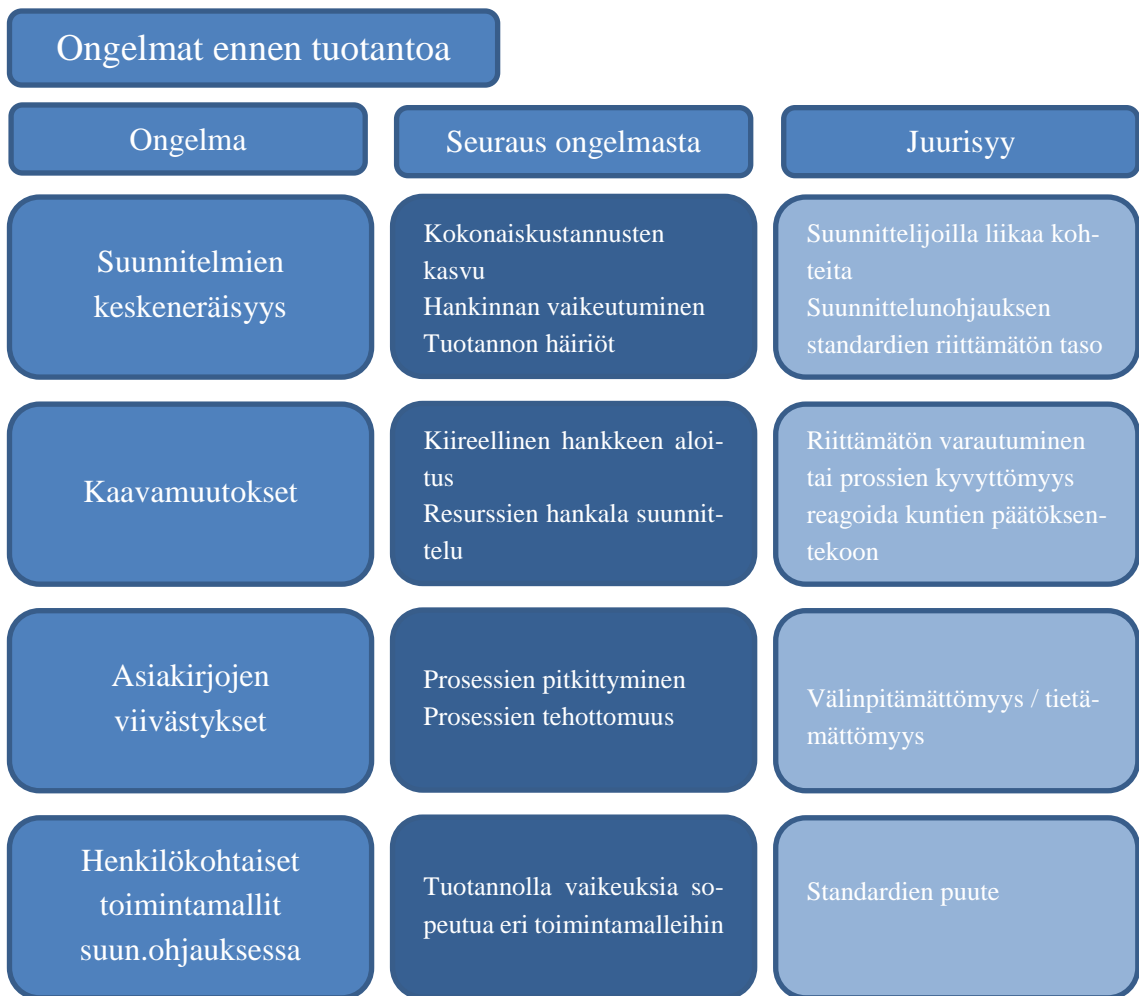 Ongelmat ennen tuotantoa
Ongelma
Seuraus ongelmasta
Juurisyy
Suunnitelmien
keskeneräisyys
Kokonaiskustannusten
kasvu
Hankinnan vaikeutuminen
Tuotannon häiriöt
Suunnittelijoilla liikaa koh-
teita
Suunnittelunohjauksen
standardien riittämätön taso
Kaavamuutokset
Kiireellinen hankkeen aloi-
tus
Resurssien hankala suunnit-
telu
Riittämätön varautuminen
tai prossien kyvyttömyys
reagoida kuntien päätöksen-
tekoon
Asiakirjojen
viivästykset
Prosessien pitkittyminen
Prosessien tehottomuus
Välinpitämättömyys / tietä-
mättömyys
Henkilökohtaiset
toimintamallit
suun.ohjauksessa
Tuotannolla vaikeuksia so-
peutua eri toimintamalleihin
Standardien puute